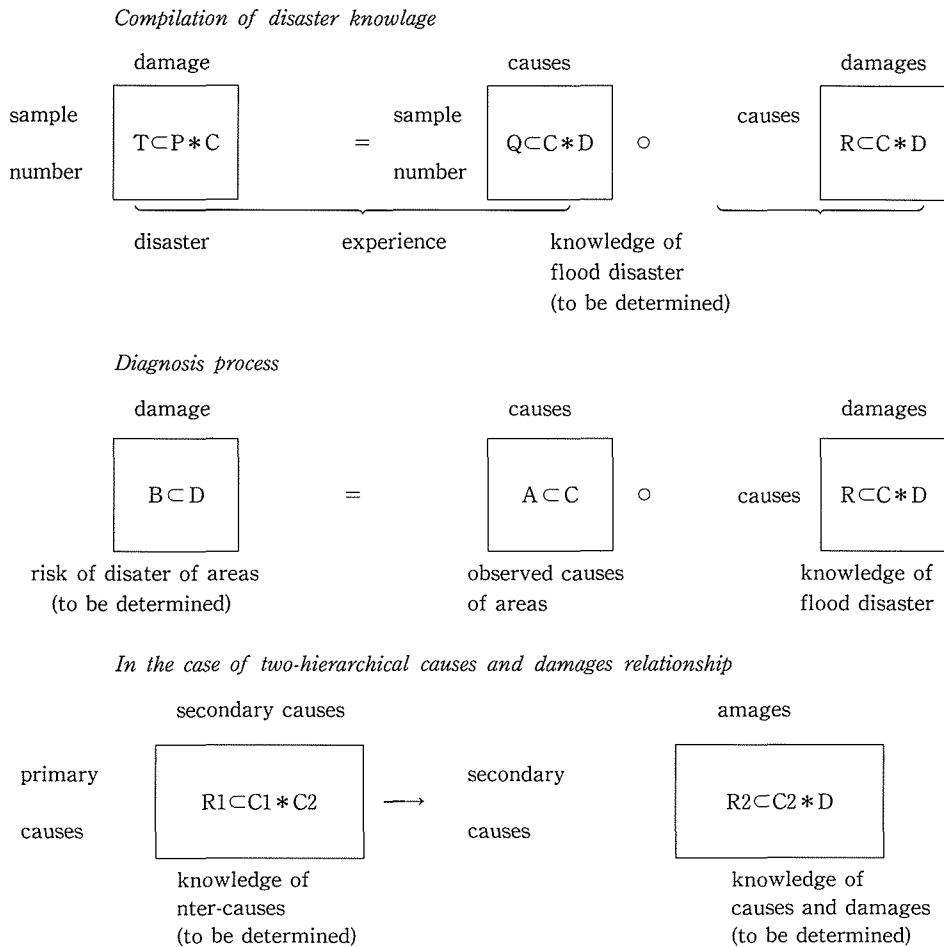 Compilation of disaster knowlage
damage causes damages
sample sample causes
T⊂P*C = Q⊂C*D ○ R⊂C*D
number number
disaster experience knowledge of
flood disaster
(to be determined)
Diagnosis process
damage causes damages
B⊂D = A⊂C ○ causes R⊂C*D
risk of disater of areas observed causes knowledge of
(to be determined) of areas flood disaster
In the case of two-hierarchical causes and damages relationship
secondary causes amages
primary secondary
R1⊂C1*C2 → R2⊂C2*D
causes causes
knowledge of knowledge of
nter-causes causes and damages
(to be determined) (to be determined)